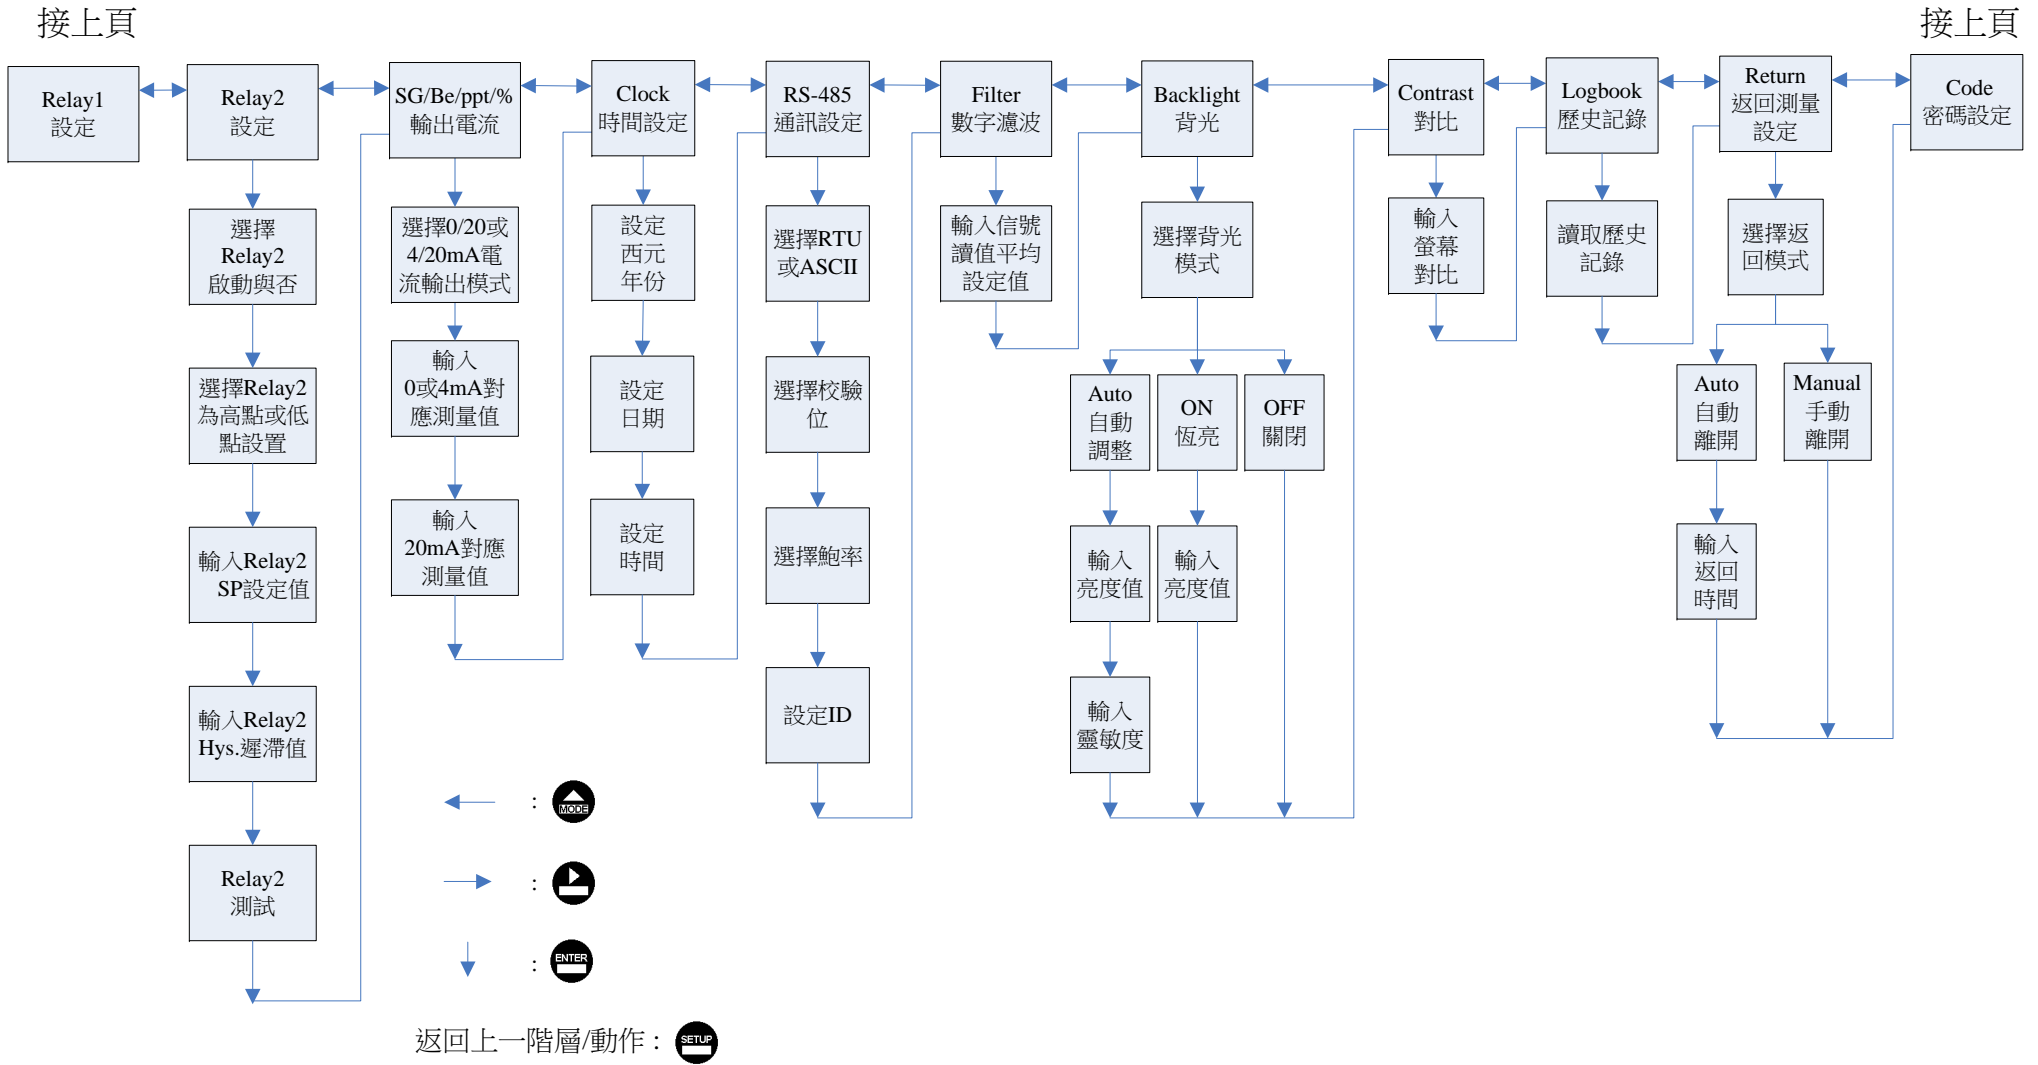 接上頁
接上頁
Relay1
設定
Relay2
設定
SG/Be/ppt/%
輸出電流
Clock
時間設定
RS-485
通訊設定
Filter
數字濾波
Backlight
背光
Contrast
對比
Logbook
歷史記錄
Return
返回測量
設定
Code
密碼設定
選擇
Relay2
啟動與否
選擇Relay2
為高點或低
點設置
輸入Relay2
SP設定值
輸入Relay2
Hys.遲滯值
Relay2
測試
選擇0/20或
4/20mA電
流輸出模式
輸入
0或4mA對
應測量值
輸入
20mA對應
測量值
設定
西元
年份
設定
日期
設定
時間
選擇RTU
或ASCII
選擇校驗
位
選擇鮑率
設定ID
輸入信號
讀值平均
設定值
選擇背光
模式
Auto
自動
調整
ON
恆亮
OFF
關閉
輸入
亮度值
輸入
亮度值
輸入
靈敏度
輸入
螢幕
對比
讀取歷史
記錄
選擇返
回模式
Auto
自動
離開
Manual
手動
離開
輸入
返回
時間
: MODE
:
: ENTER
返回上一階層/動作 : SETUP